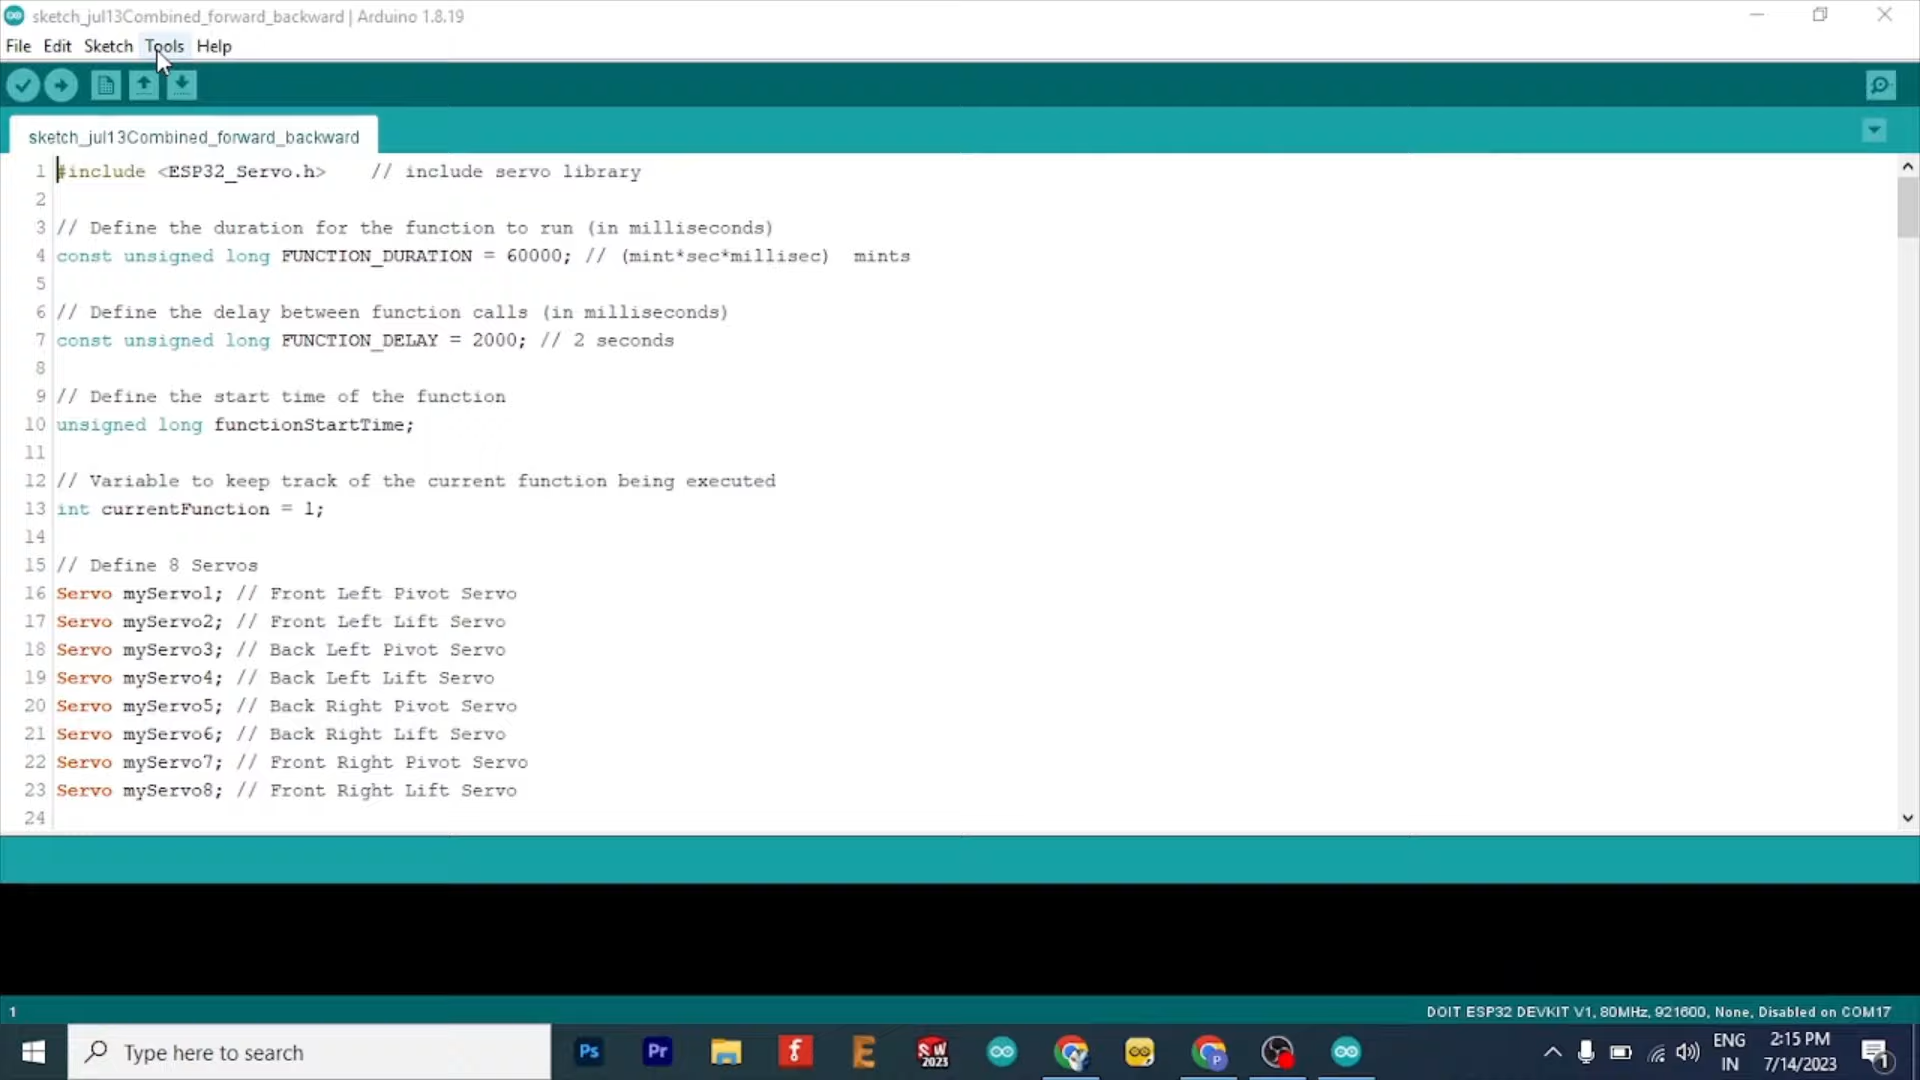 sketch_jul13Combined_forward_backward | Arduino 1.8.19
File Edit Sketch Tools Help
sketch_jul13Combined_forward_backward
1 #include <ESP32_Servo.h> // include servo library
2
3 // Define the duration for the function to run (in milliseconds)
4 const unsigned long FUNCTION_DURATION = 60000; // (mint*sec*millisec) mints
5
6 // Define the delay between function calls (in milliseconds)
7 const unsigned long FUNCTION_DELAY = 2000; // 2 seconds
8
9 // Define the start time of the function
10 unsigned long functionStartTime;
11
12 // Variable to keep track of the current function being executed
13 int currentFunction = 1;
14
15 // Define 8 Servos
16 Servo myServo1; // Front Left Pivot Servo
17 Servo myServo2; // Front Left Lift Servo
18 Servo myServo3; // Back Left Pivot Servo
19 Servo myServo4; // Back Left Lift Servo
20 Servo myServo5; // Back Right Pivot Servo
21 Servo myServo6; // Back Right Lift Servo
22 Servo myServo7; // Front Right Pivot Servo
23 Servo myServo8; // Front Right Lift Servo
24
1 DOIT ESP32 DEVKIT V1, 80MHz, 921600, None, Disabled on COM17
Type here to search Ps Pr f E SW 2023 P ENG 2:15 PM 1
IN 7/14/2023